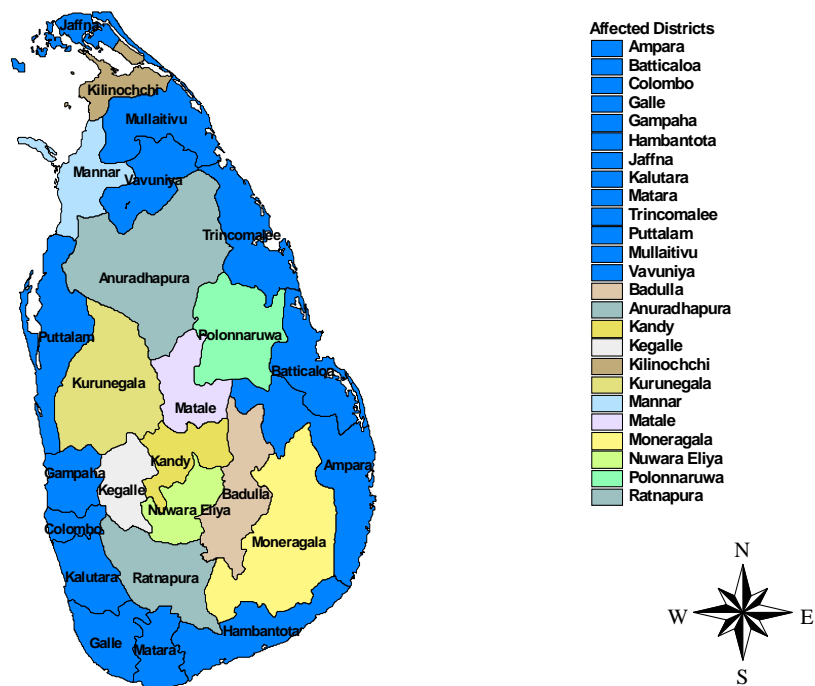 Jaffna
Kilinochchi
Mullaitivu
Mannar
Vavuniya
Trincomalee
Anuradhapura
Puttalam
Polonnaruwa
Batticaloa
Kurunegala
Matale
Gampaha
Kandy
Ampara
Kegalle
Badulla
Nuwara Eliya
Colombo
Moneragala
Kalutara
Ratnapura
Hambantota
Galle
Matara
Affected Districts
Ampara
Batticaloa
Colombo
Galle
Gampaha
Hambantota
Jaffna
Kalutara
Matara
Trincomalee
Puttalam
Mullaitivu
Vavuniya
Badulla
Anuradhapura
Kandy
Kegalle
Kilinochchi
Kurunegala
Mannar
Matale
Moneragala
Nuwara Eliya
Polonnaruwa
Ratnapura
N
W
E
S